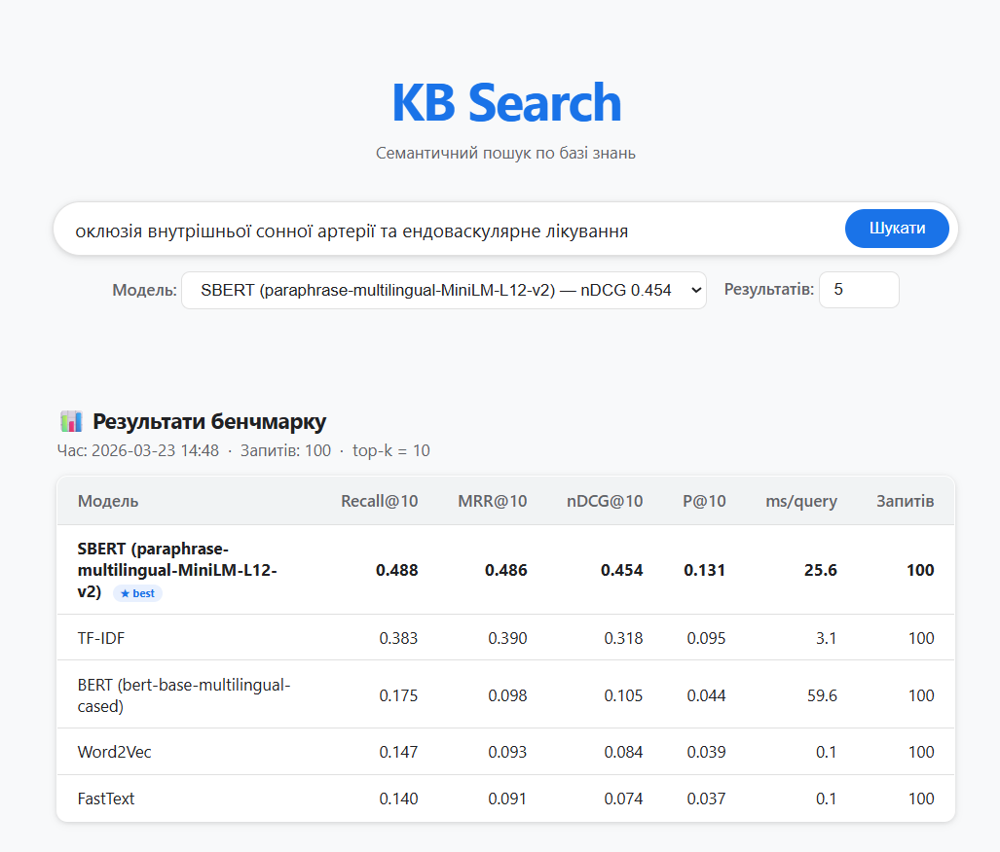 KB Search
Семантичний пошук по базі знань
оклюзія внутрішньої сонної артерії та ендоваскулярне лікування
Шукати
Модель: SBERT (paraphrase-multilingual-MiniLM-L12-v2) — nDCG 0.454 Результатів: 5
📊 Результати бенчмарку
Час: 2026-03-23 14:48 · Запитів: 100 · top-k = 10
Модель Recall@10 MRR@10 nDCG@10 P@10 ms/query Запитів
SBERT (paraphrase-
multilingual-MiniLM-L12-
v2) ★ best 0.488 0.486 0.454 0.131 25.6 100
TF-IDF 0.383 0.390 0.318 0.095 3.1 100
BERT (bert-base-multilingual-
cased) 0.175 0.098 0.105 0.044 59.6 100
Word2Vec 0.147 0.093 0.084 0.039 0.1 100
FastText 0.140 0.091 0.074 0.037 0.1 100